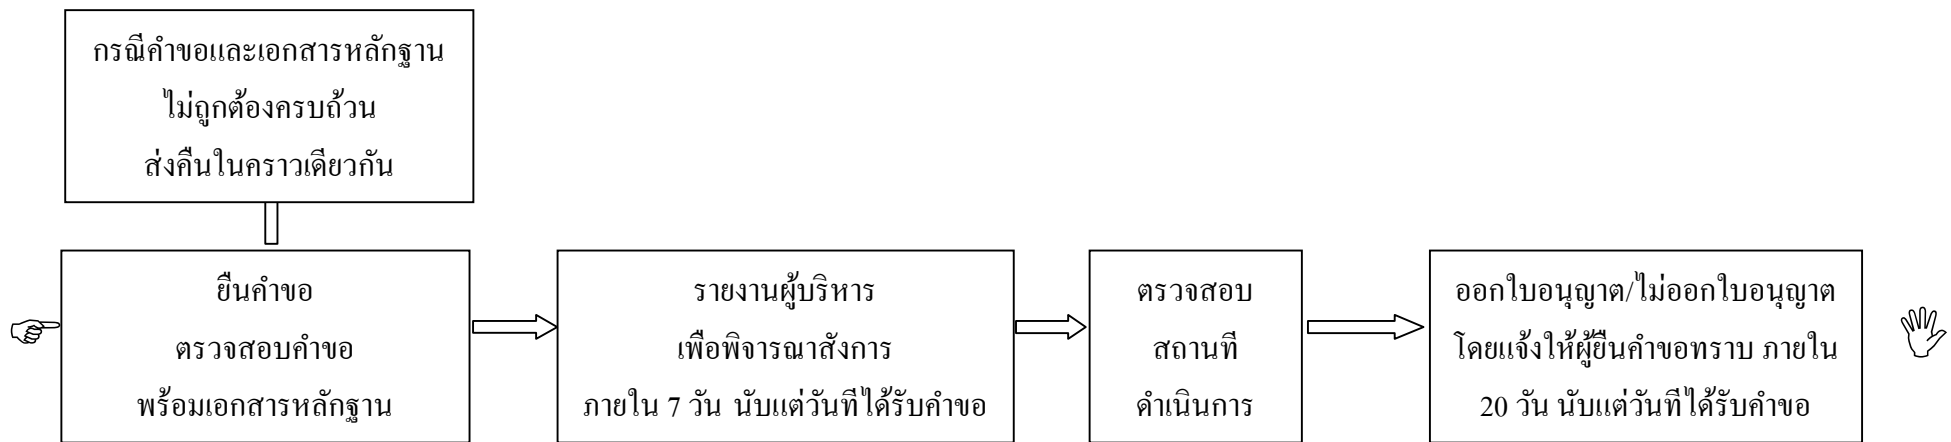 กรณีคำขอและเอกสารหลักฐาน
ไม่ถูกต้องครบถ้วน
ส่งคืนในคราวเดียวกัน
ยื่นคำขอ
ตรวจสอบคำขอ
พร้อมเอกสารหลักฐาน
รายงานผู้บริหาร
เพื่อพิจารณาสั่งการ
ภายใน 7 วัน นับแต่วันที่ได้รับคำขอ
ตรวจสอบ
สถานที่
ดำเนินการ
ออกใบอนุญาต/ไม่ออกใบอนุญาต
โดยแจ้งให้ผู้ยื่นคำขอทราบ ภายใน
20 วัน นับแต่วันที่ได้รับคำขอ